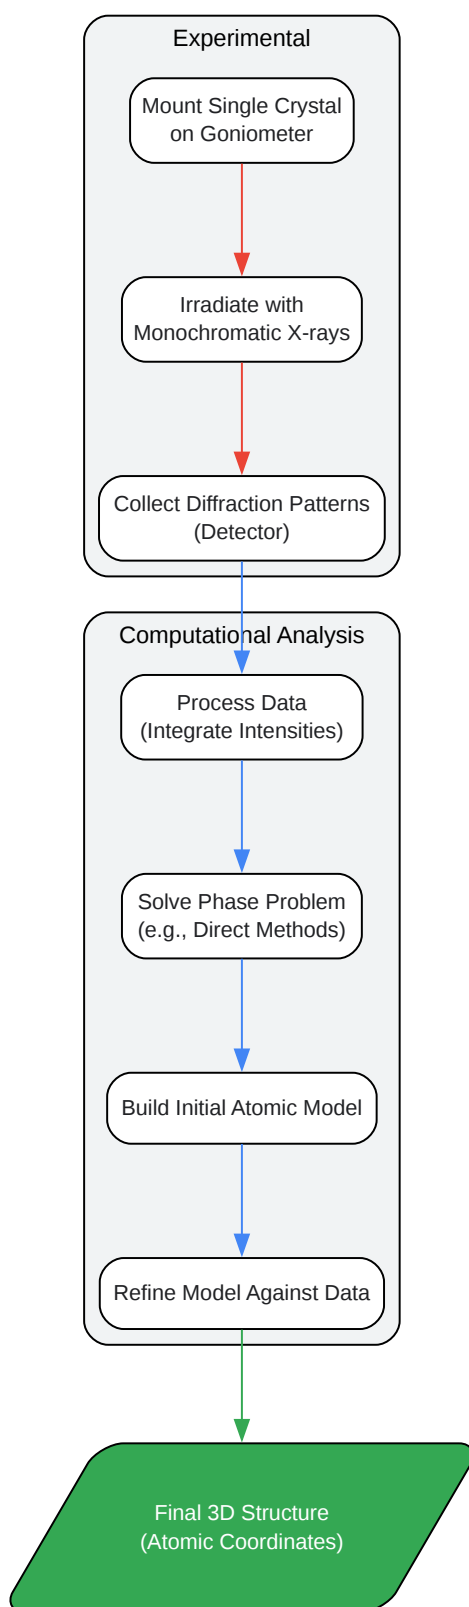 Experimental
Mount Single Crystal
on Goniometer
Irradiate with
Monochromatic X-rays
Collect Diffraction Patterns
(Detector)
Computational Analysis
Process Data
(Integrate Intensities)
Solve Phase Problem
(e.g., Direct Methods)
Build Initial Atomic Model
Refine Model Against Data
Final 3D Structure
(Atomic Coordinates)